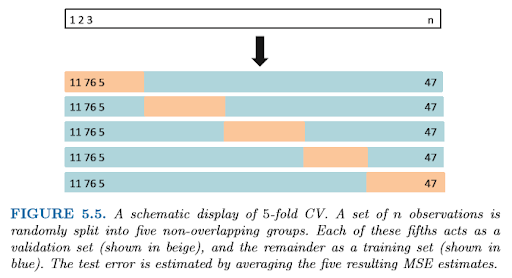 1 2 3 n
11 76 5 47
11 76 5 47
11 76 5 47
11 76 5 47
11 76 5 47
FIGURE 5.5. A schematic display of 5-fold CV. A set of n observations is
randomly split into five non-overlapping groups. Each of these fifths acts as a
validation set (shown in beige), and the remainder as a training set (shown in
blue). The test error is estimated by averaging the five resulting MSE estimates.